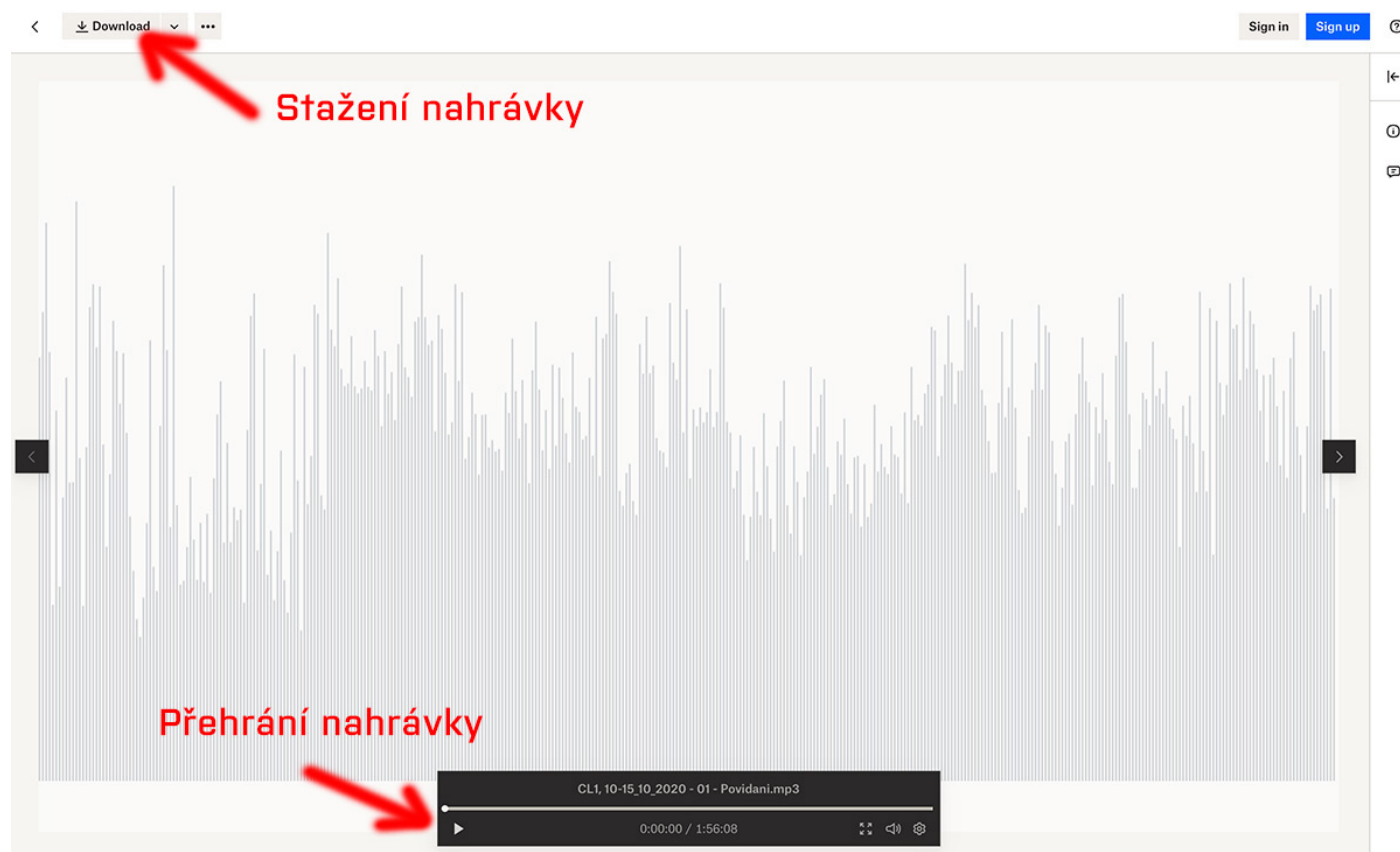 Download
Sign in
Sign up
Stažení nahrávky
Přehrání nahrávky
CL1, 10-15_10_2020 - 01 - Povidani.mp3
0:00:00 / 1:56:08